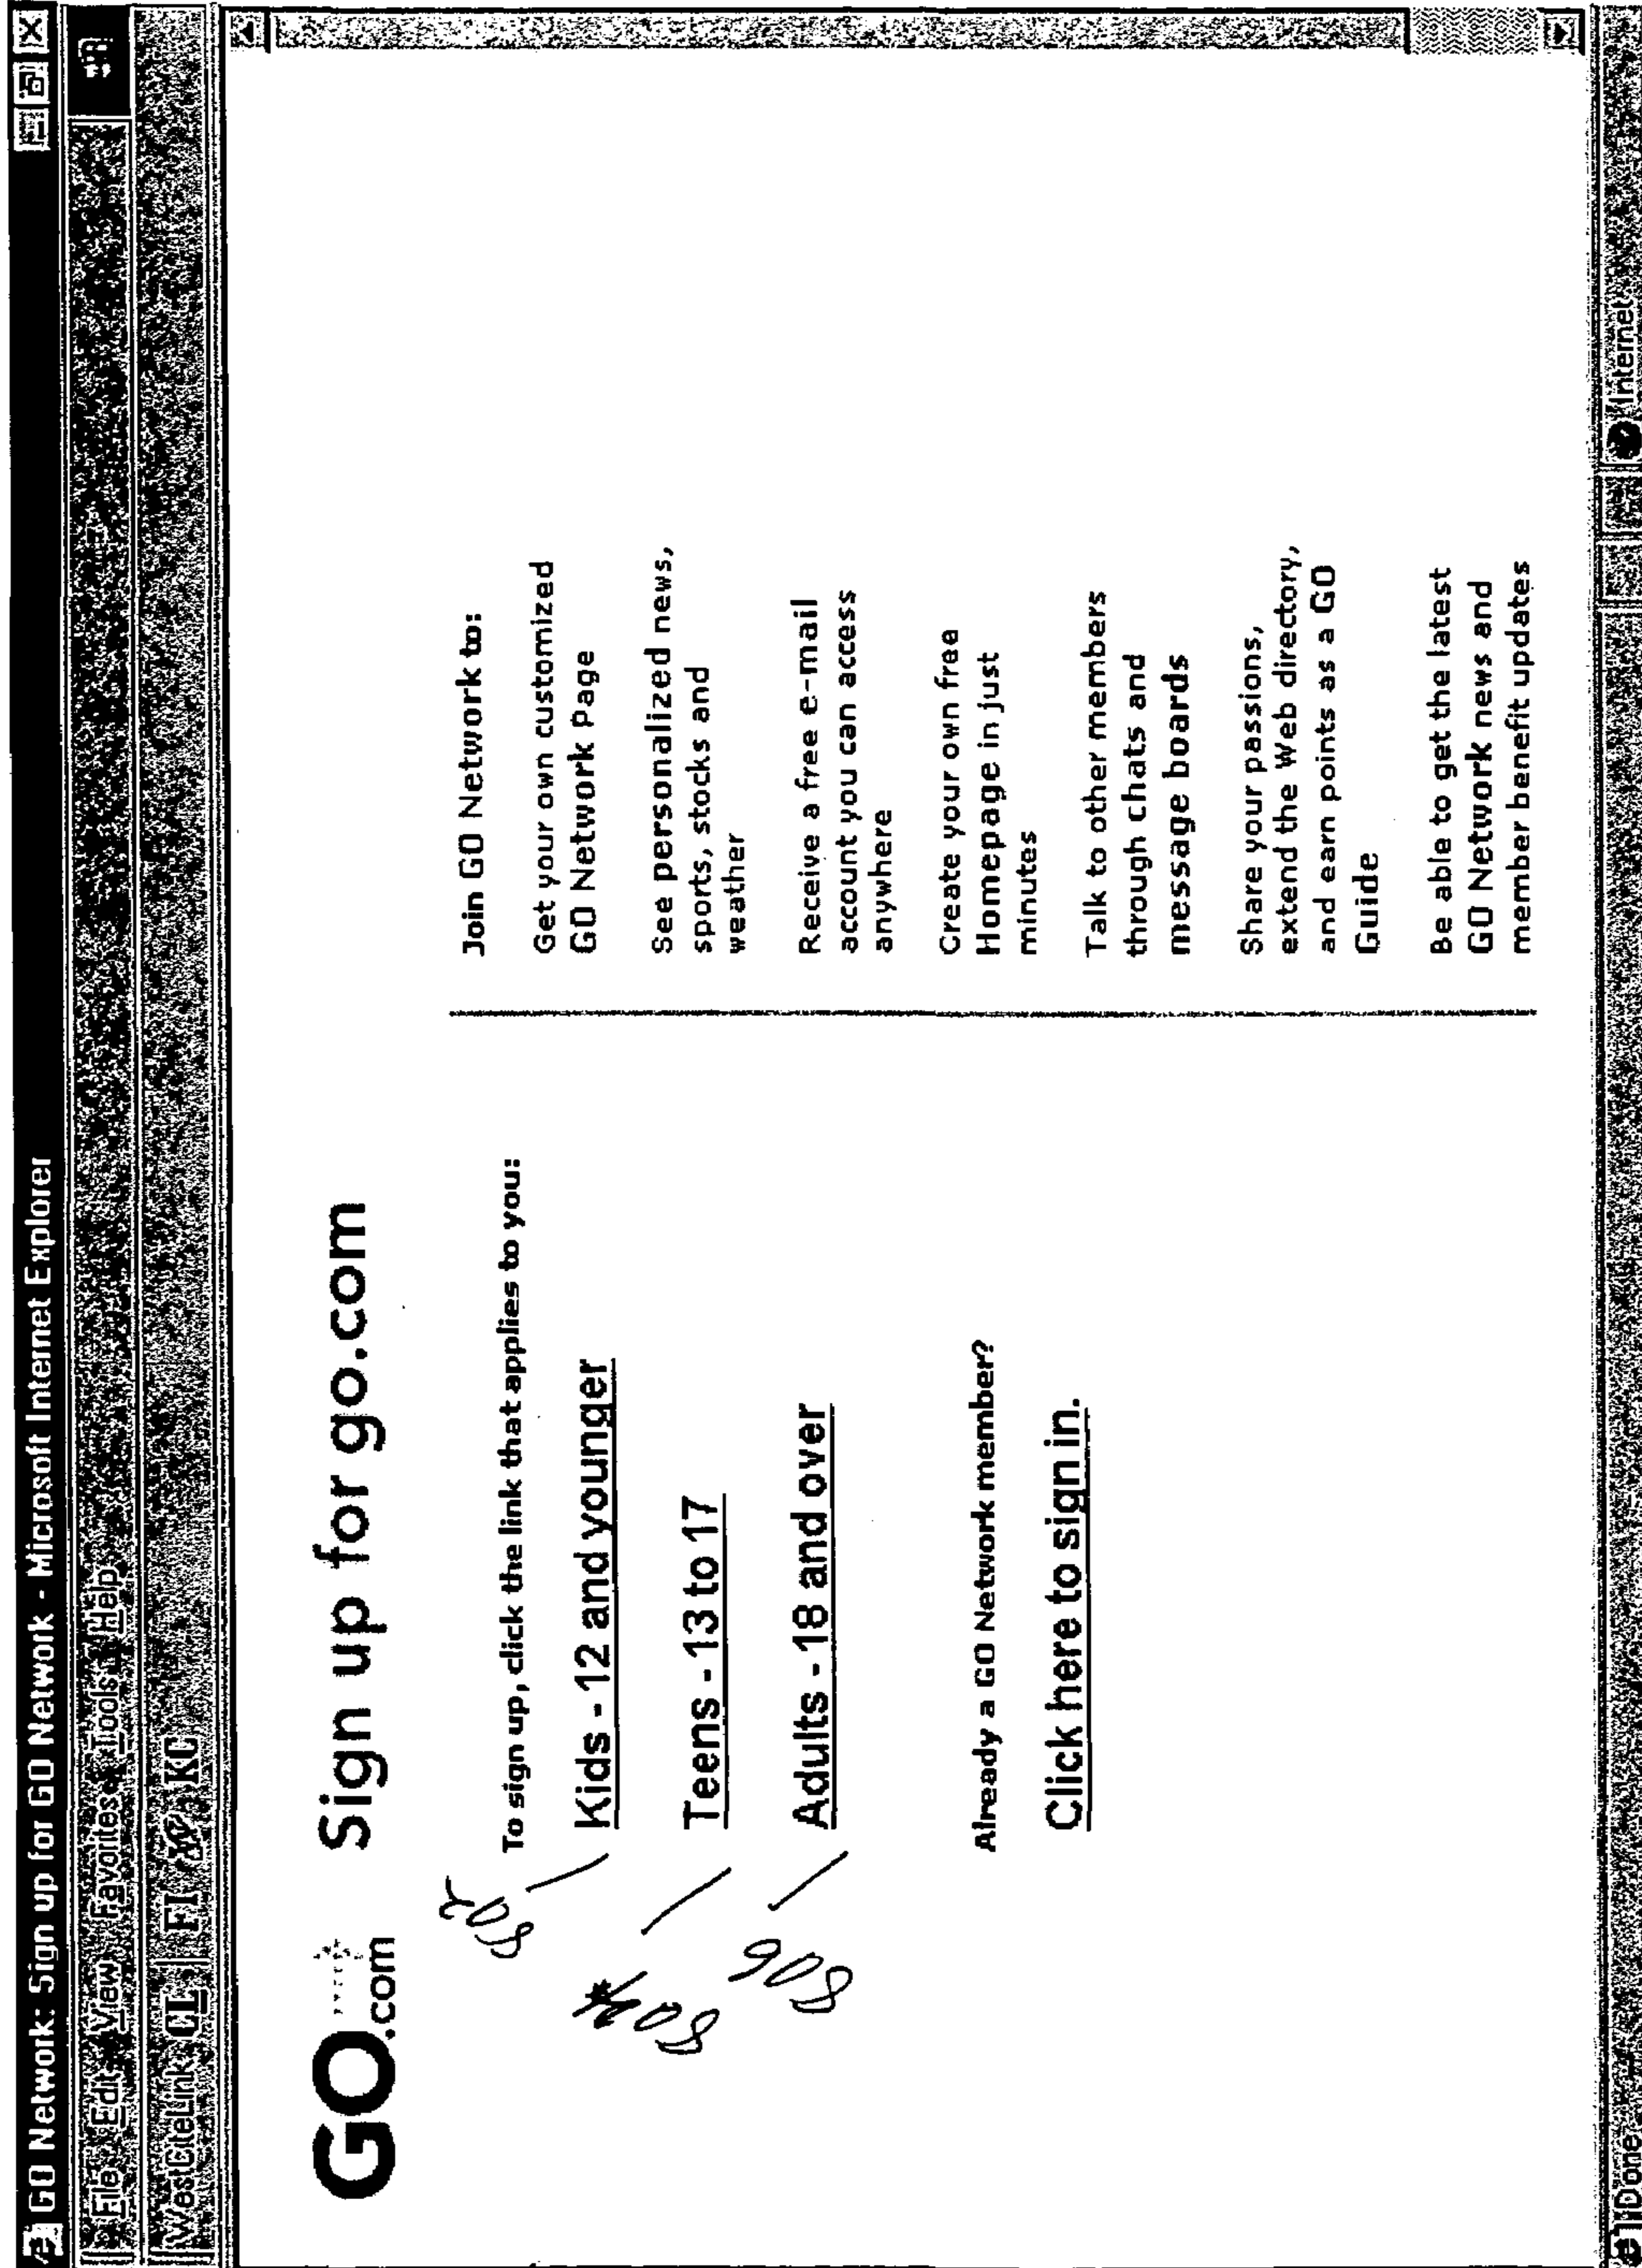 GO Network: Sign up for GO Network - Microsoft Internet Explorer
File Edit View Favorites Tools Help
WestCiteLink CL FI KC
GO.com Sign up for go.com
To sign up, click the link that applies to you:
802
Kids - 12 and younger
804
Teens - 13 to 17
806
Adults - 18 and over
Already a GO Network member?
Click here to sign in.
Join GO Network to:
Get your own customized
GO Network Page
See personalized news,
sports, stocks and
weather
Receive a free e-mail
account you can access
anywhere
Create your own free
Homepage in just
minutes
Talk to other members
through chats and
message boards
Share your passions,
extend the Web directory,
and earn points as a GO
Guide
Be able to get the latest
GO Network news and
member benefit updates
Done
Internet